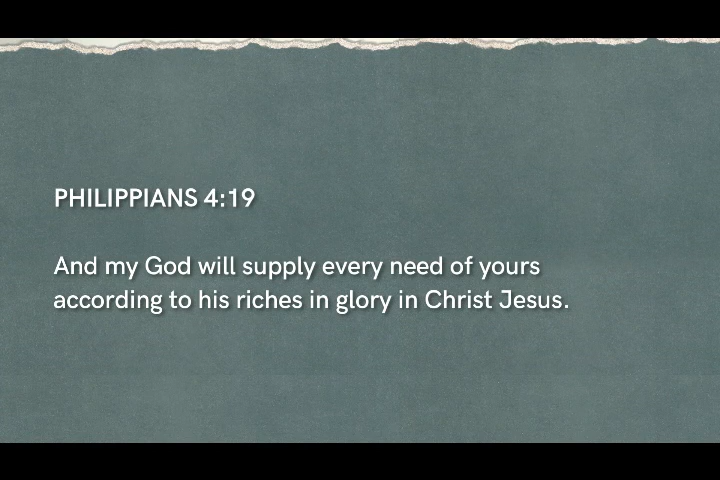 PHILIPPIANS 4:19
And my God will supply every need of yours
according to his riches in glory in Christ Jesus.